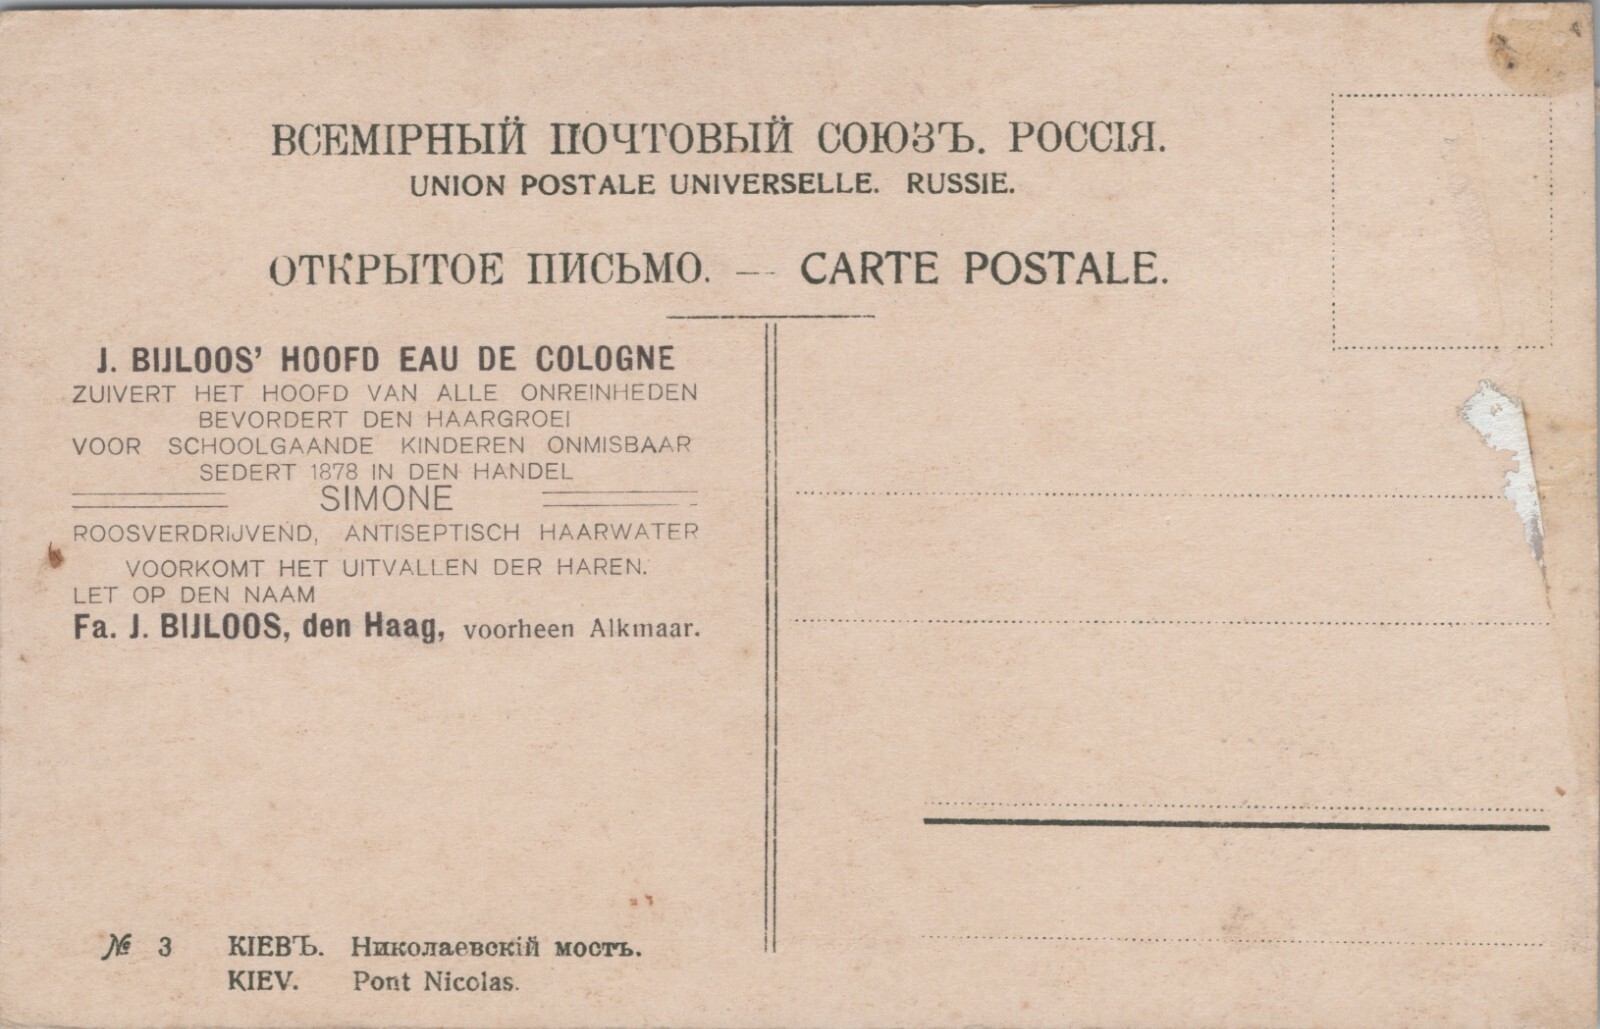 ВСЕМІРНЫЙ ПОЧТОВЫЙ СОЮЗЪ. РОССІЯ.
UNION POSTALE UNIVERSELLE. RUSSIE.
ОТКРЫТОЕ ПИСЬМО. — CARTE POSTALE.
J. BIJLOOS' HOOFD EAU DE COLOGNE
ZUIVERT HET HOOFD VAN ALLE ONREINHEDEN
BEVORDERT DEN HAARGROEI
VOOR SCHOOLGAANDE KINDEREN ONMISBAAR
SEDERT 1878 IN DEN HANDEL
SIMONE
ROOSVERDRIJVEND, ANTISEPTISCH HAARWATER
VOORKOMT HET UITVALLEN DER HAREN.
LET OP DEN NAAM
Fa. J. BIJLOOS, den Haag, voorheen Alkmaar.
№ 3 КІЕВЪ. Николаевскій мостъ.
KIEV. Pont Nicolas.